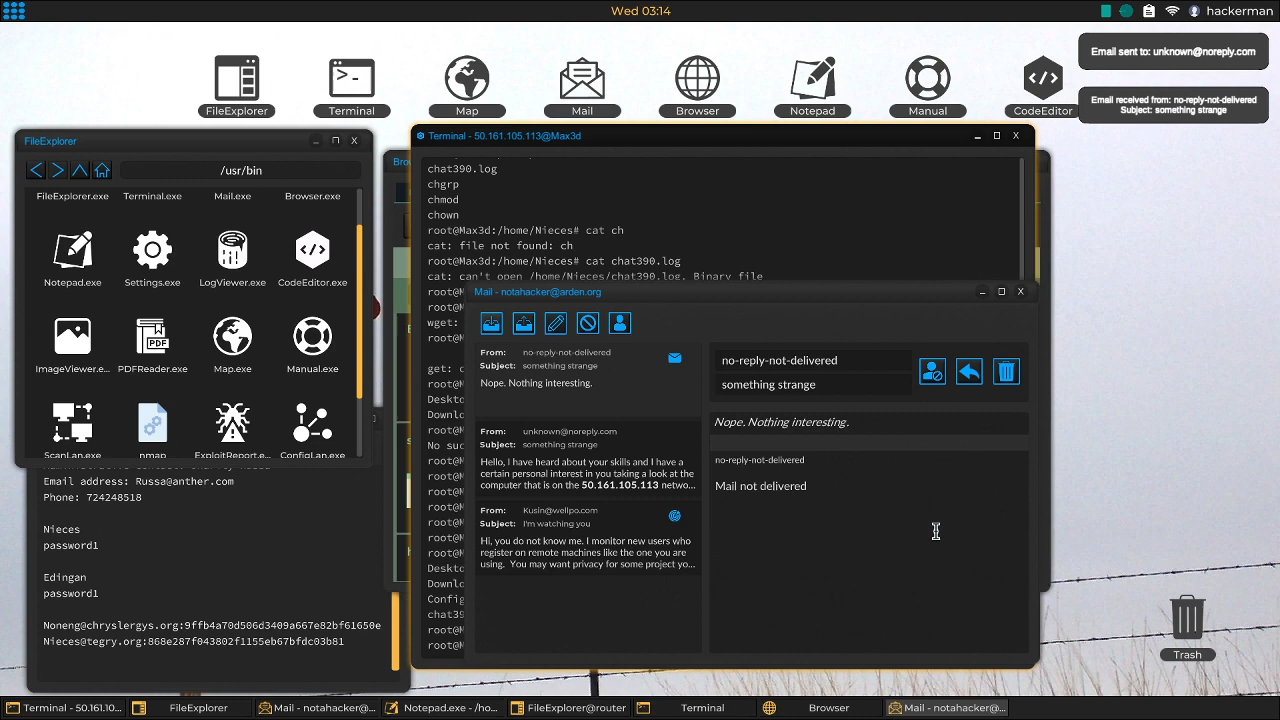 Wed 03:14
hackerman
Email sent to: unknown@noreply.com
Email received from: no-reply-not-delivered
Subject: something strange
FileExplorer
Terminal
Map
Mail
Browser
Notepad
Manual
CodeEditor
FileExplorer
/usr/bin
FileExplorer.exe
Terminal.exe
Mail.exe
Browser.exe
Notepad.exe
Settings.exe
LogViewer.exe
CodeEditor.exe
ImageViewer.e...
PDFReader.exe
Map.exe
Manual.exe
ScanLan.exe
nmap
ExploitReport.e...
ConfigLan.exe
Email address: Russa@anther.com
Phone: 724248518
Nieces
password1
Edingan
password1
Noneng@chryslergys.org:9ffb4a70d506d3409a667e82bf61650e
Nieces@tegry.org:868e287f043802f1155eb67bfdc03b81
Terminal - 50.161.105.113@Max3d
chat390.log
chgrp
chmod
chown
root@Max3d:/home/Nieces# cat ch
cat: file not found: ch
root@Max3d:/home/Nieces# cat chat390.log
cat: can't open /home/Nieces/chat390.log. Binary file
Mail - notahacker@arden.org
From: no-reply-not-delivered
Subject: something strange
Nope. Nothing interesting.
From: unknown@noreply.com
Subject: something strange
Hello, I have heard about your skills and I have a
certain personal interest in you taking a look at the
computer that is on the 50.161.105.113 netwo...
From: Kusin@wellpo.com
Subject: I'm watching you
Hi, you do not know me. I monitor new users who
register on remote machines like the one you are
using. You may want privacy for some project yo...
no-reply-not-delivered
something strange
Nope. Nothing interesting.
no-reply-not-delivered
Mail not delivered
Trash
Terminal - 50.161.10...
FileExplorer
Mail - notahacker@...
Notepad.exe - /ho...
FileExplorer@router
Terminal
Browser
Mail - notahacker@...